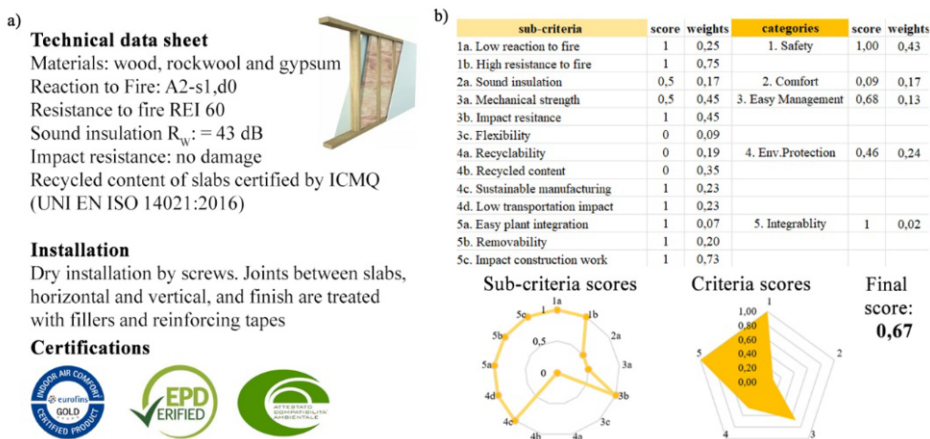 a)
Technical data sheet
Materials: wood, rockwool and gypsum
Reaction to Fire: A2-s1,d0
Resistance to fire REI 60
Sound insulation RW: = 43 dB
Impact resistance: no damage
Recycled content of slabs certified by ICMQ
(UNI EN ISO 14021:2016)
Installation
Dry installation by screws. Joints between slabs,
horizontal and vertical, and finish are treated
with fillers and reinforcing tapes
Certifications
INDOOR AIR COMFORT
eurofins
GOLD
CERTIFIED PRODUCT
EPD
VERIFIED
ATTESTATO
COMPATIBILITA'
AMBIENTALE
b)
sub-criteria score weights categories score weights
1a. Low reaction to fire 1 0,25 1. Safety 1,00 0,43
1b. High resistance to fire 1 0,75
2a. Sound insulation 0,5 0,17 2. Comfort 0,09 0,17
3a. Mechanical strength 0,5 0,45 3. Easy Management 0,68 0,13
3b. Impact resitance 1 0,45
3c. Flexibility 0 0,09
4a. Recyclability 0 0,19 4. Env.Protection 0,46 0,24
4b. Recycled content 0 0,35
4c. Sustainable manufacturing 1 0,23
4d. Low transportation impact 1 0,23
5a. Easy plant integration 1 0,07 5. Integrablity 1 0,02
5b. Removability 1 0,20
5c. Impact construction work 1 0,73
Sub-criteria scores
1a
1b
2a
3a
3b
4a
4b
4c
4d
5a
5b
5c
1
0,5
0
Criteria scores
1
2
3
4
5
1,00
0,80
0,60
0,40
0,20
0,00
Final
score:
0,67